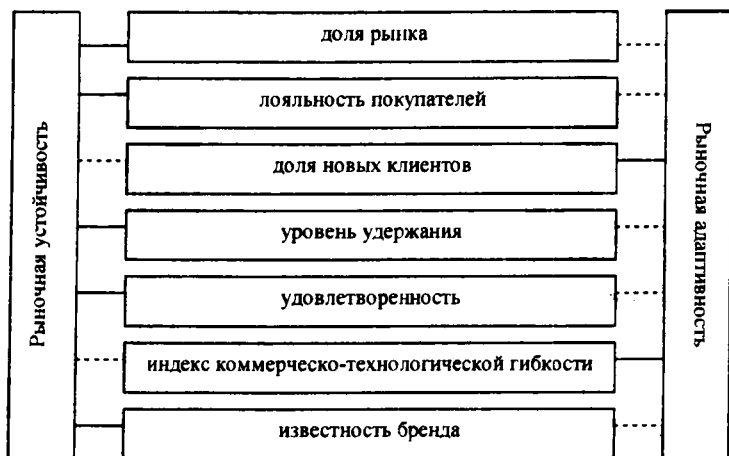 Рыночная устойчивость
доля рынка
лояльность покупателей
доля новых клиентов
уровень удержания
удовлетворенность
индекс коммерческо-технологической гибкости
известность бренда
Рыночная адаптивность